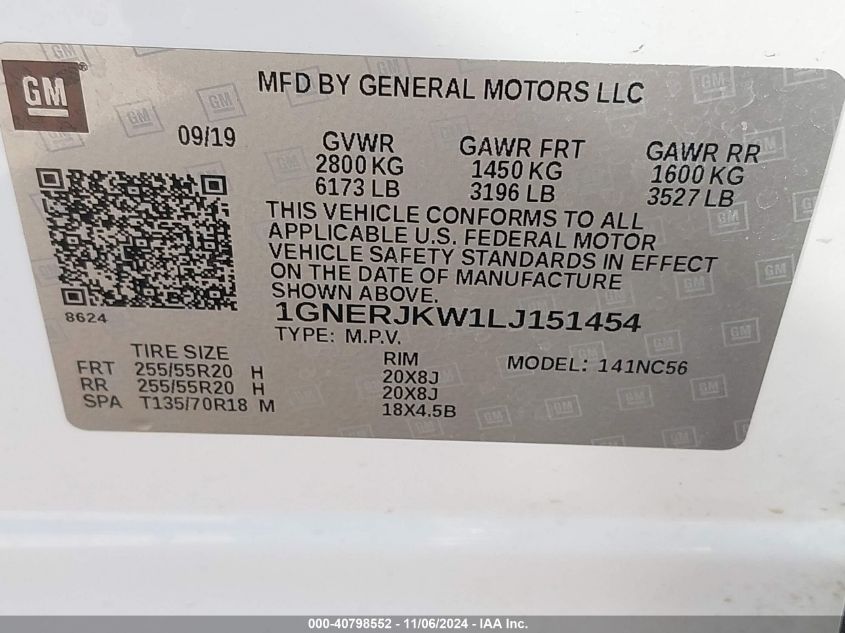 GM
MFD BY GENERAL MOTORS LLC
09/19
GVWR
2800 KG
6173 LB
GAWR FRT
1450 KG
3196 LB
GAWR RR
1600 KG
3527 LB
THIS VEHICLE CONFORMS TO ALL
APPLICABLE U.S. FEDERAL MOTOR
VEHICLE SAFETY STANDARDS IN EFFECT
ON THE DATE OF MANUFACTURE
SHOWN ABOVE.
8624
1GNERJKW1LJ151454
TYPE: M.P.V.
MODEL: 141NC56
TIRE SIZE RIM
FRT 255/55R20 H 20X8J
RR 255/55R20 H 20X8J
SPA T135/70R18 M 18X4.5B
000-40798552 - 11/06/2024 - IAA Inc.